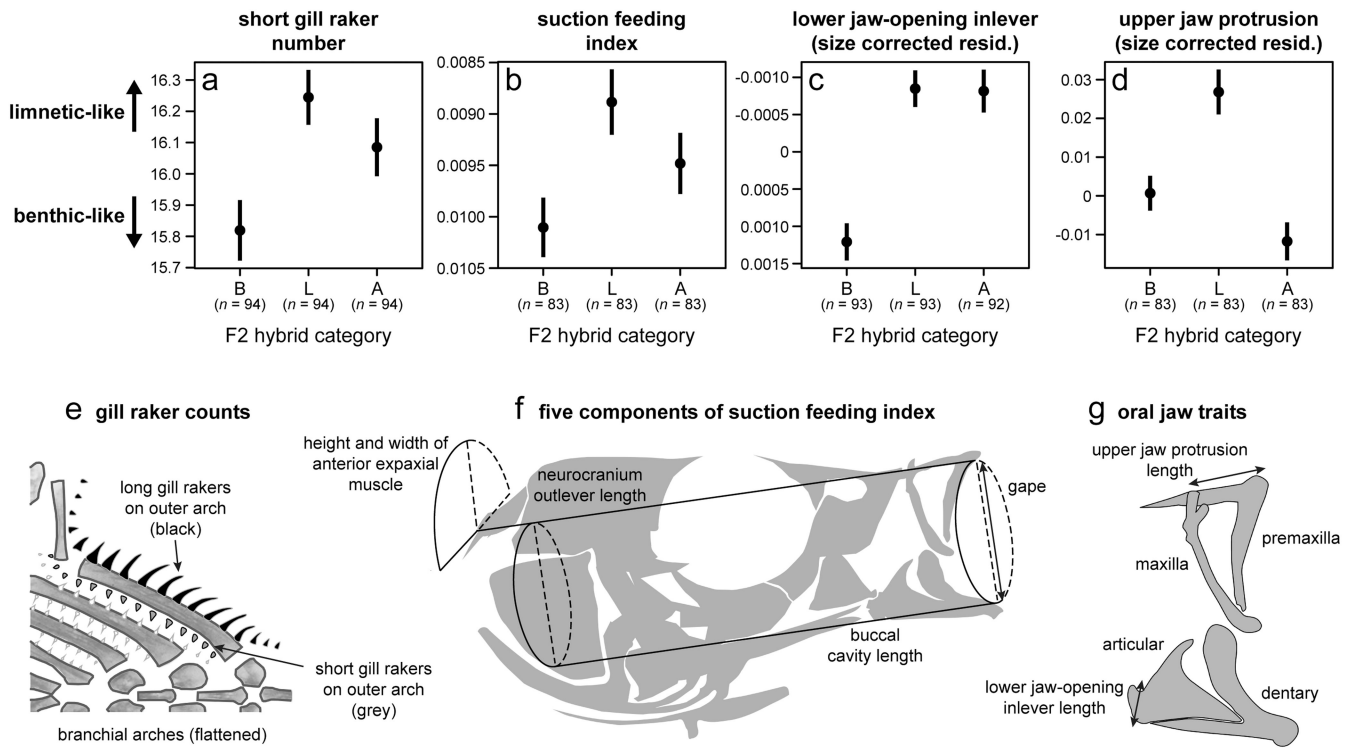 short gill raker
number
suction feeding
index
lower jaw-opening inlever
(size corrected resid.)
upper jaw protrusion
(size corrected resid.)
limnetic-like
benthic-like
a
16.3
16.2
16.1
16.0
15.9
15.8
15.7
B
L
A
(n = 94)
(n = 94)
(n = 94)
F2 hybrid category
b
0.0085
0.0090
0.0095
0.0100
0.0105
B
L
A
(n = 83)
(n = 83)
(n = 83)
F2 hybrid category
c
-0.0010
-0.0005
0
0.0005
0.0010
0.0015
B
L
A
(n = 93)
(n = 93)
(n = 92)
F2 hybrid category
d
0.03
0.02
0.01
0
-0.01
B
L
A
(n = 83)
(n = 83)
(n = 83)
F2 hybrid category
e gill raker counts
long gill rakers
on outer arch
(black)
short gill rakers
on outer arch
(grey)
branchial arches (flattened)
f five components of suction feeding index
height and width of
anterior expaxial
muscle
neurocranium
outlever length
gape
buccal
cavity length
g oral jaw traits
upper jaw protrusion
length
premaxilla
maxilla
articular
lower jaw-opening
inlever length
dentary